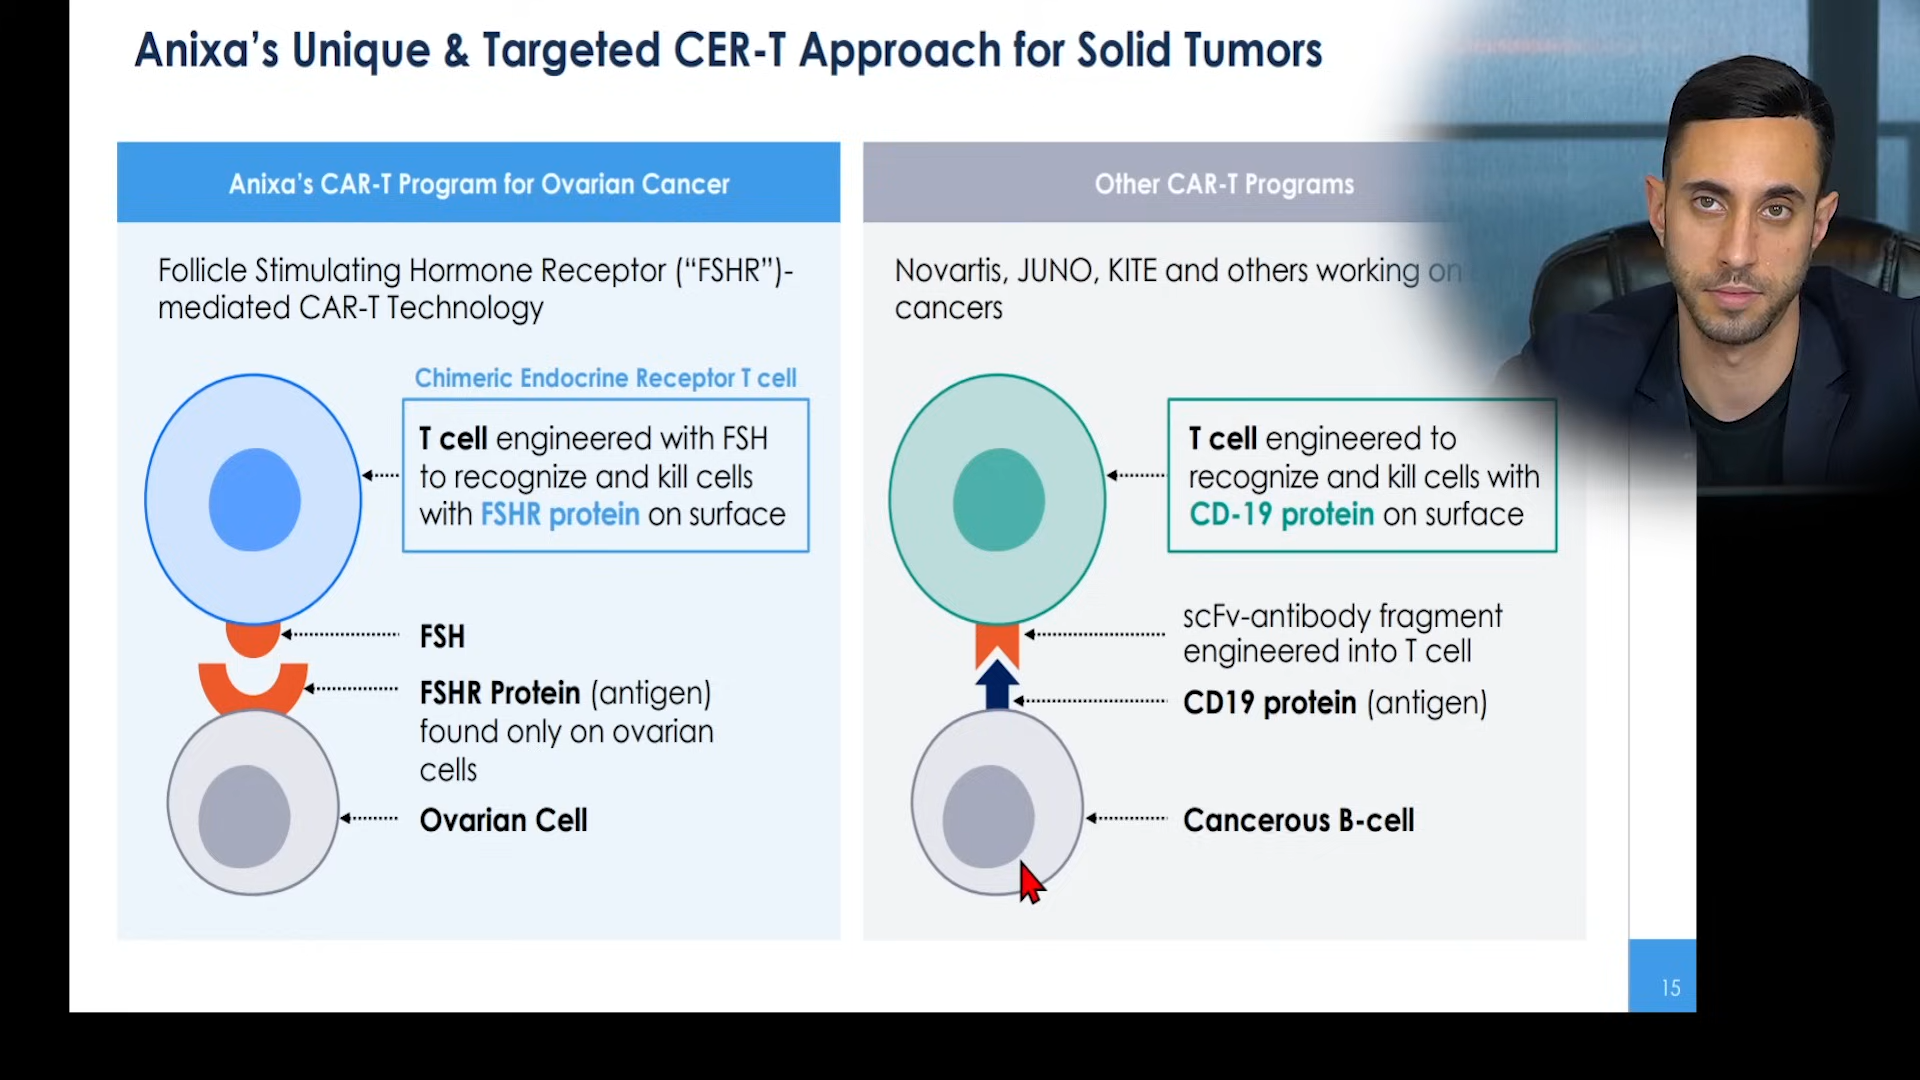 Anixa's Unique & Targeted CER-T Approach for Solid Tumors
Anixa's CAR-T Program for Ovarian Cancer
Follicle Stimulating Hormone Receptor (“FSHR”)-
mediated CAR-T Technology
Chimeric Endocrine Receptor T cell
T cell engineered with FSH
to recognize and kill cells
with FSHR protein on surface
FSH
FSHR Protein (antigen)
found only on ovarian
cells
Ovarian Cell
Other CAR-T Programs
Novartis, JUNO, KITE and others working on
cancers
T cell engineered to
recognize and kill cells with
CD-19 protein on surface
scFv-antibody fragment
engineered into T cell
CD19 protein (antigen)
Cancerous B-cell
15